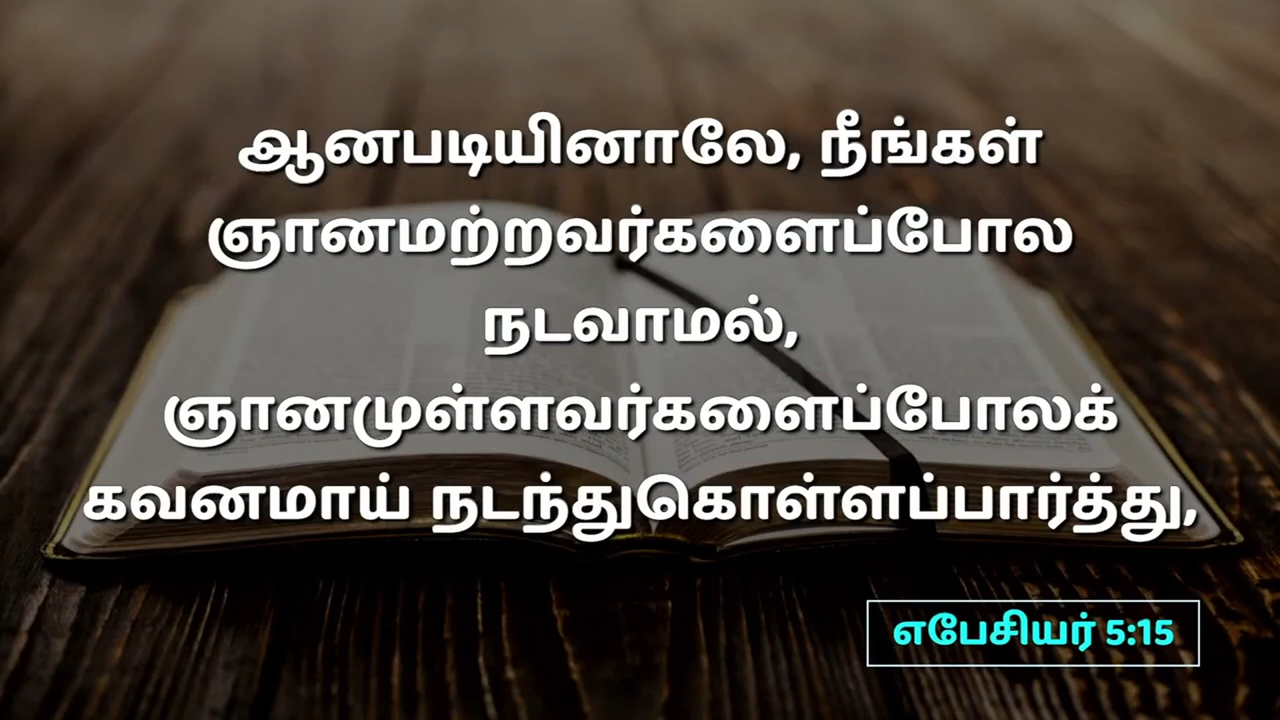 ஆனபடியினாலே, நீங்கள்
ஞானமற்றவர்களைப்போல
நடவாமல்,
ஞானமுள்ளவர்களைப்போலக்
கவனமாய் நடந்துகொள்ளப்பார்த்து,
எபேசியர் 5:15